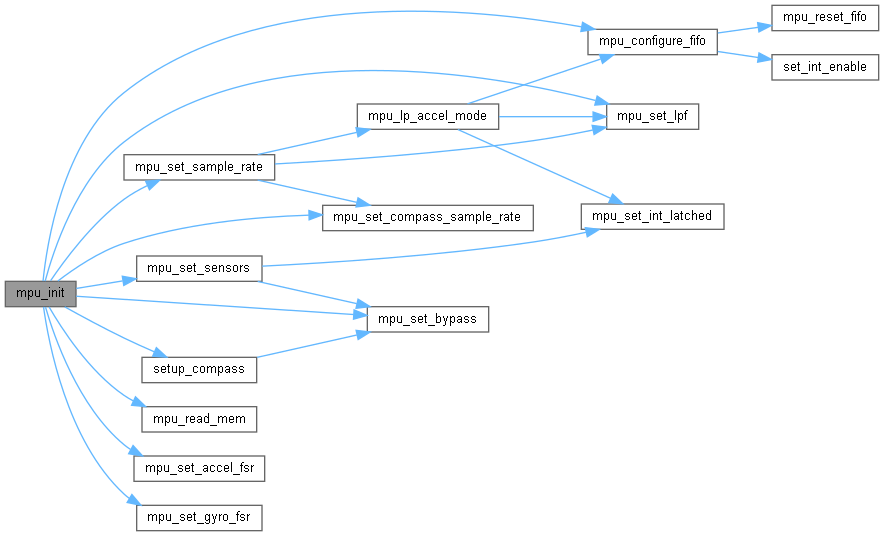 mpu_reset_fifo
mpu_configure_fifo
set_int_enable
mpu_lp_accel_mode
mpu_set_lpf
mpu_set_sample_rate
mpu_set_compass_sample_rate
mpu_set_int_latched
mpu_set_sensors
mpu_init
mpu_set_bypass
setup_compass
mpu_read_mem
mpu_set_accel_fsr
mpu_set_gyro_fsr